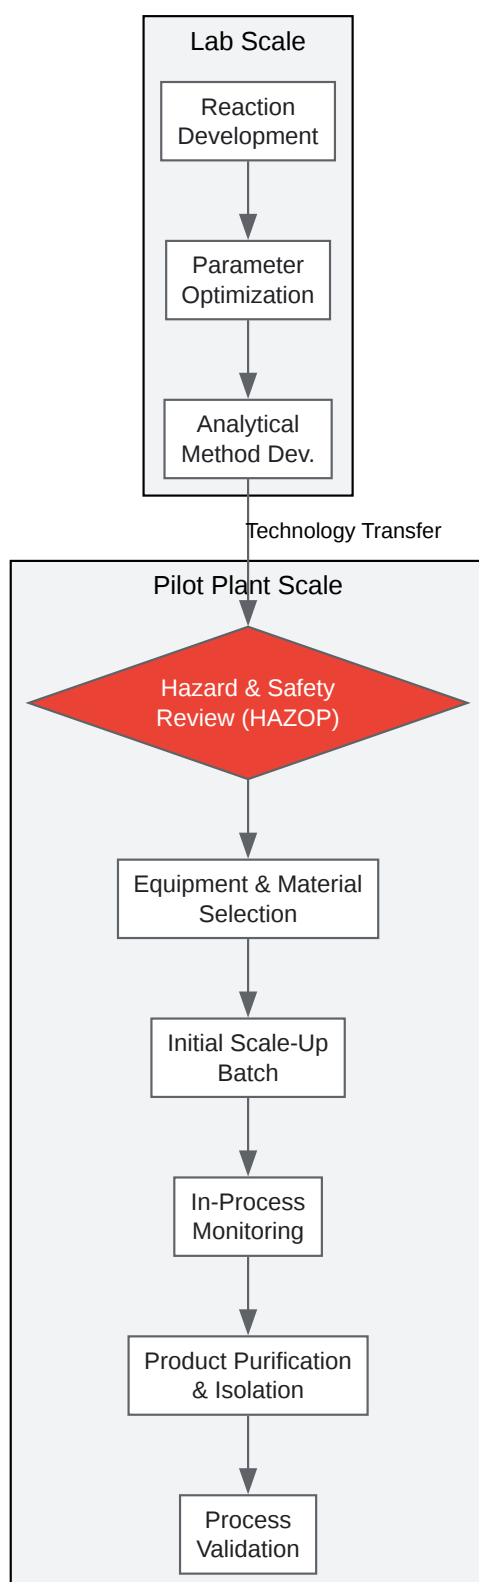 Lab Scale
Reaction
Development
Parameter
Optimization
Analytical
Method Dev.
Technology Transfer
Pilot Plant Scale
Hazard & Safety
Review (HAZOP)
Equipment & Material
Selection
Initial Scale-Up
Batch
In-Process
Monitoring
Product Purification
& Isolation
Process
Validation